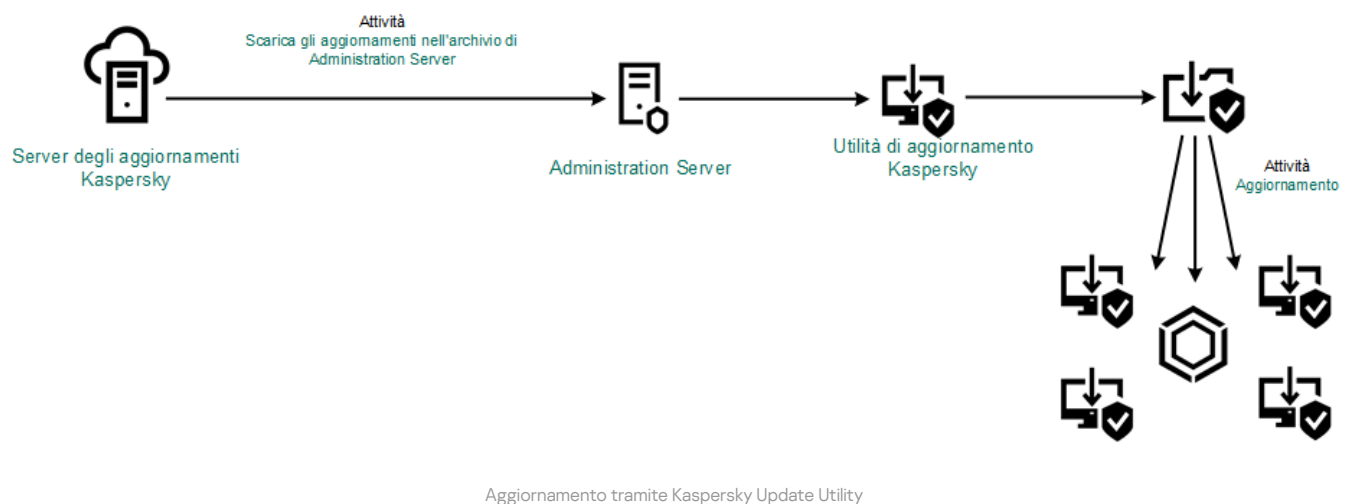 Attività
Scarica gli aggiornamenti nell'archivio di
Administration Server
Server degli aggiornamenti
Kaspersky
Administration Server
Utilità di aggiornamento
Kaspersky
Attività
Aggiornamento
Aggiornamento tramite Kaspersky Update Utility